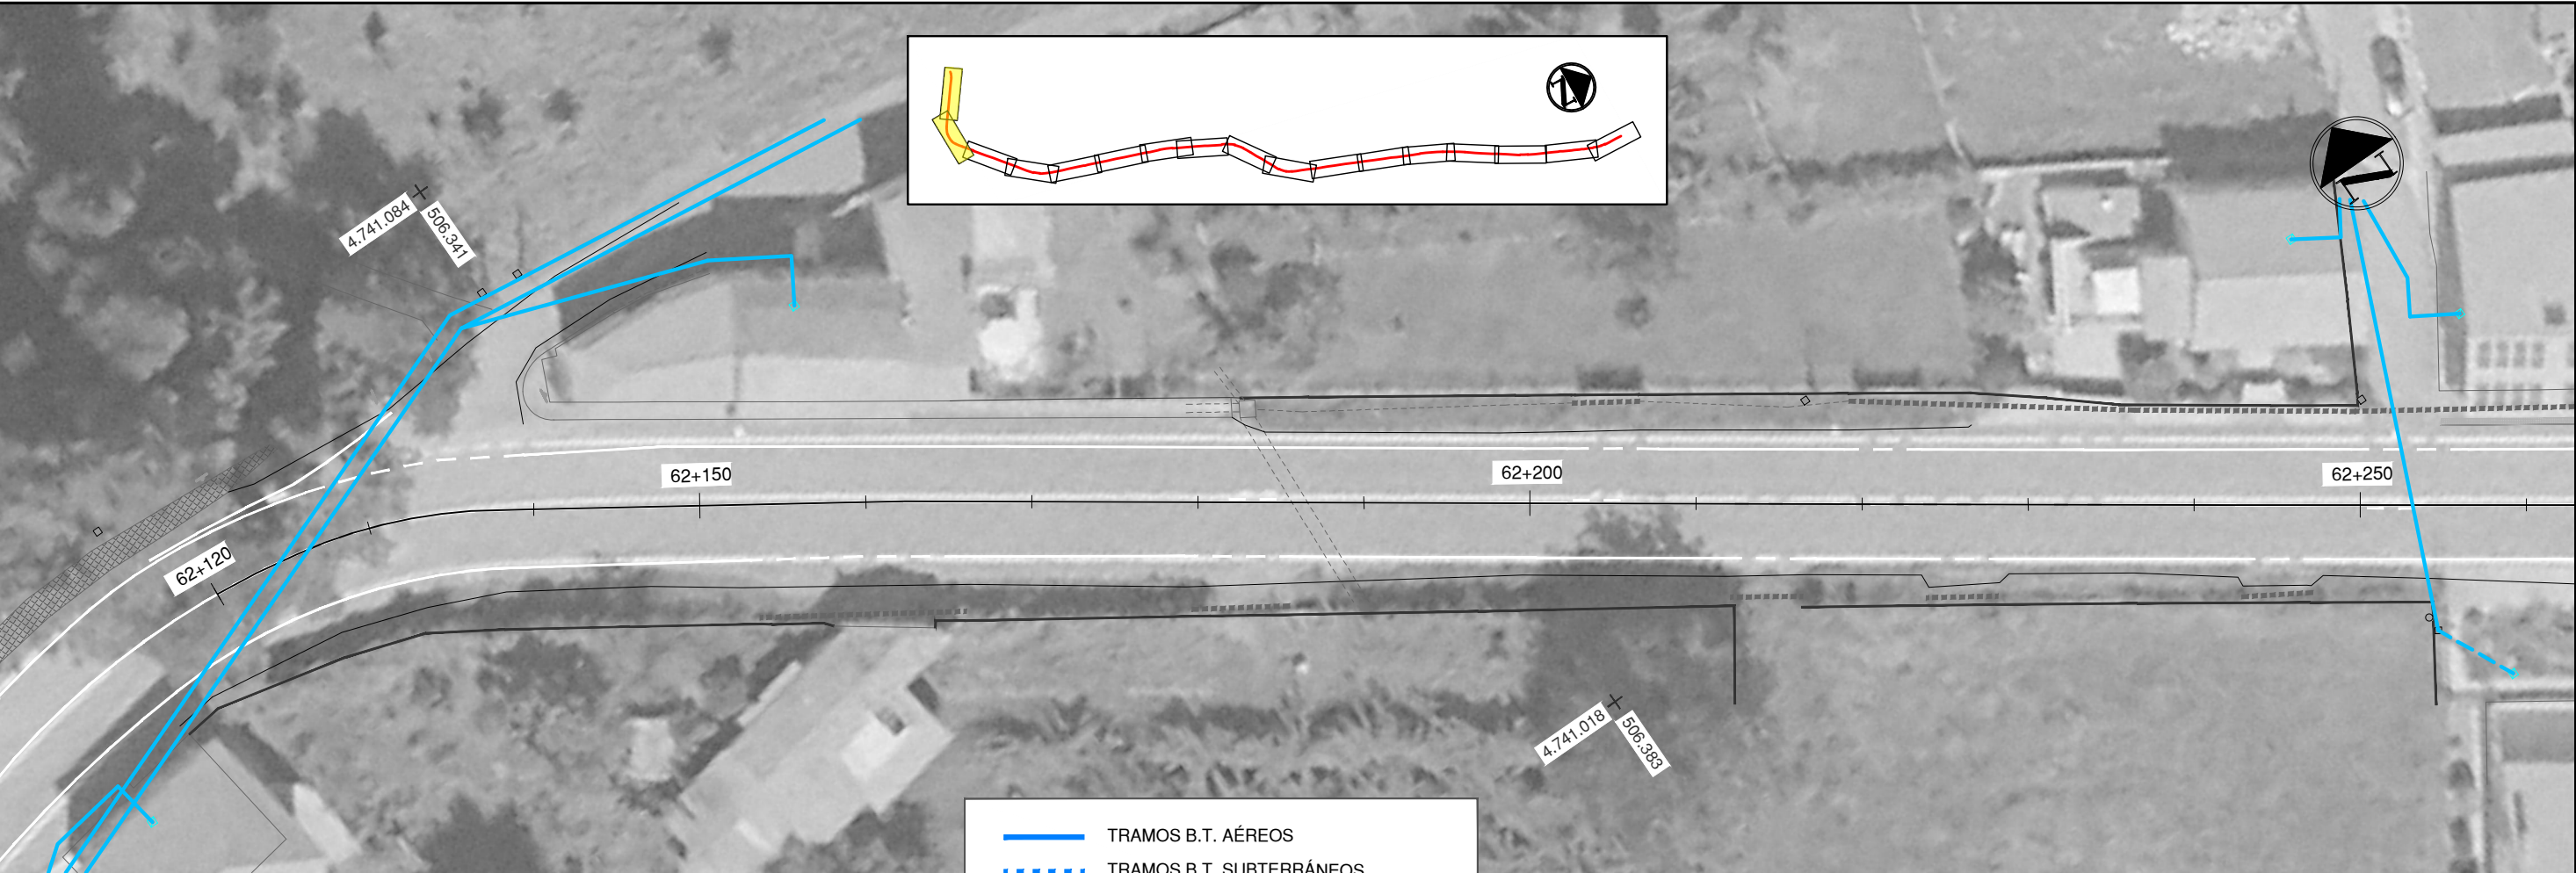 N
N
4.741.084
506.341
62+150
62+200
62+250
62+120
4.741.018
506.383
TRAMOS B.T. AÉREOS
TRAMOS B.T. SUBTERRÁNEOS